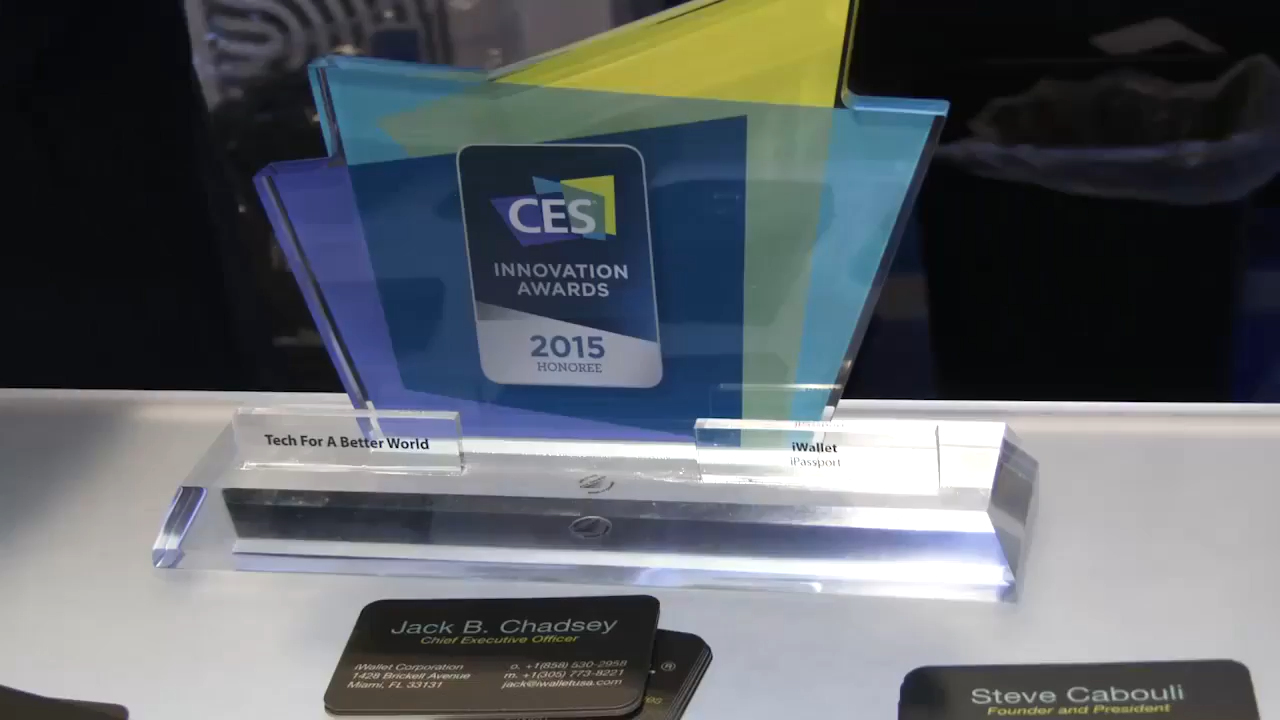 CES
INNOVATION
AWARDS
2015
HONOREE
Tech For A Better World
iWallet
iPassport
Jack B. Chadsey
Chief Executive Officer
iWallet Corporation
1428 Brickell Avenue
Miami, FL 33131
o. +1(858) 530-2958
m. +1(305) 773-8221
jack@iwalletusa.com
®
Steve Cabouli
Founder and President